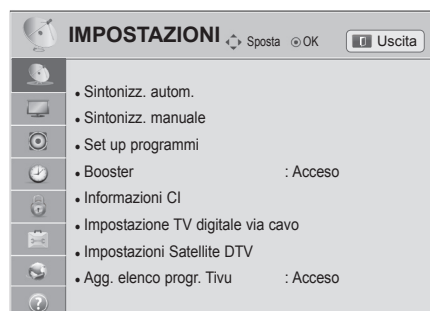 IMPOSTAZIONI Sposta OK Uscita
• Sintonizz. autom.
• Sintonizz. manuale
• Set up programmi
• Booster : Acceso
• Informazioni CI
• Impostazione TV digitale via cavo
• Impostazioni Satellite DTV
• Agg. elenco progr. Tivu : Acceso